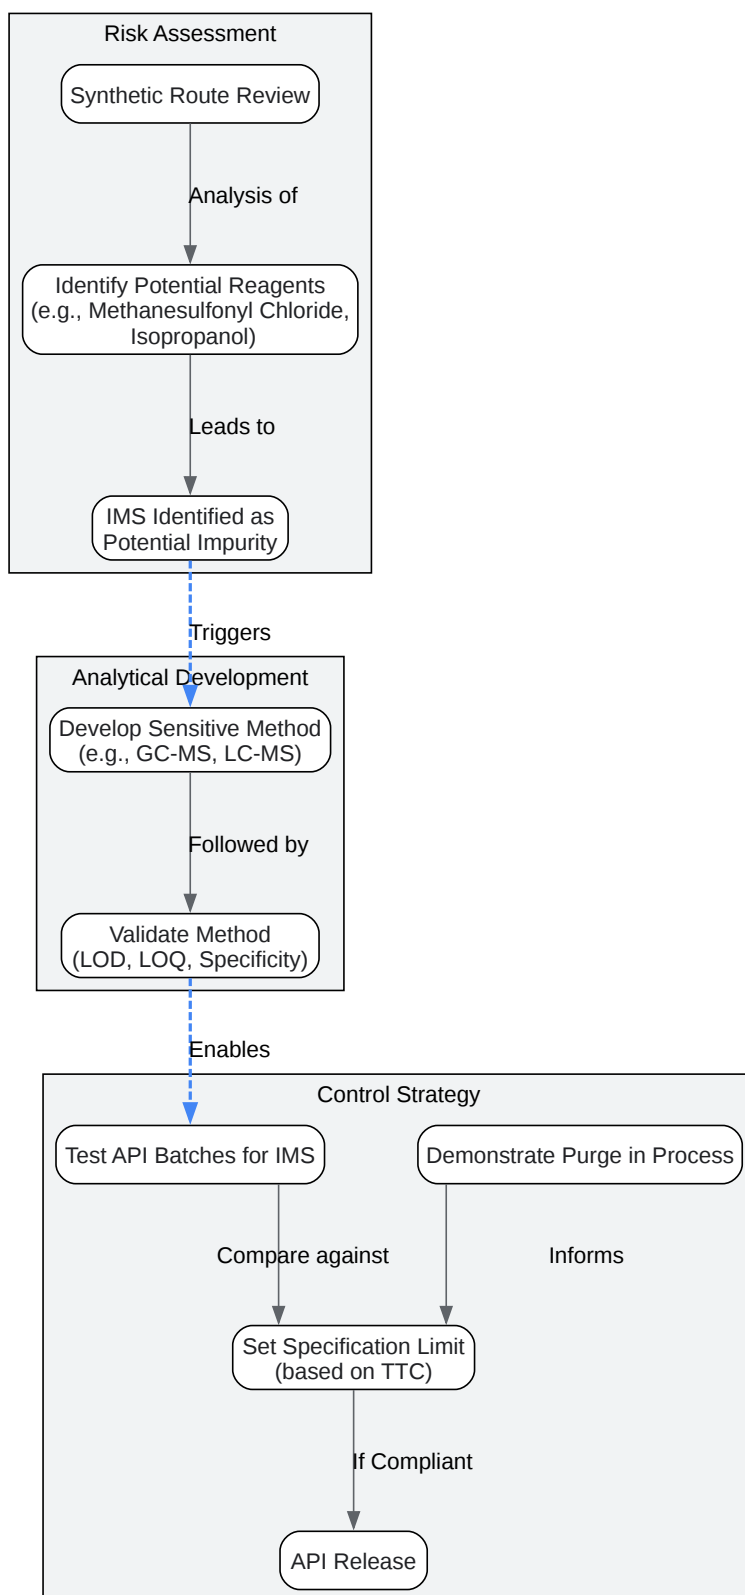 Risk Assessment
Synthetic Route Review
Analysis of
Identify Potential Reagents
(e.g., Methanesulfonyl Chloride,
Isopropanol)
Leads to
IMS Identified as
Potential Impurity
Triggers
Analytical Development
Develop Sensitive Method
(e.g., GC-MS, LC-MS)
Followed by
Validate Method
(LOD, LOQ, Specificity)
Enables
Control Strategy
Test API Batches for IMS
Demonstrate Purge in Process
Compare against
Informs
Set Specification Limit
(based on TTC)
If Compliant
API Release